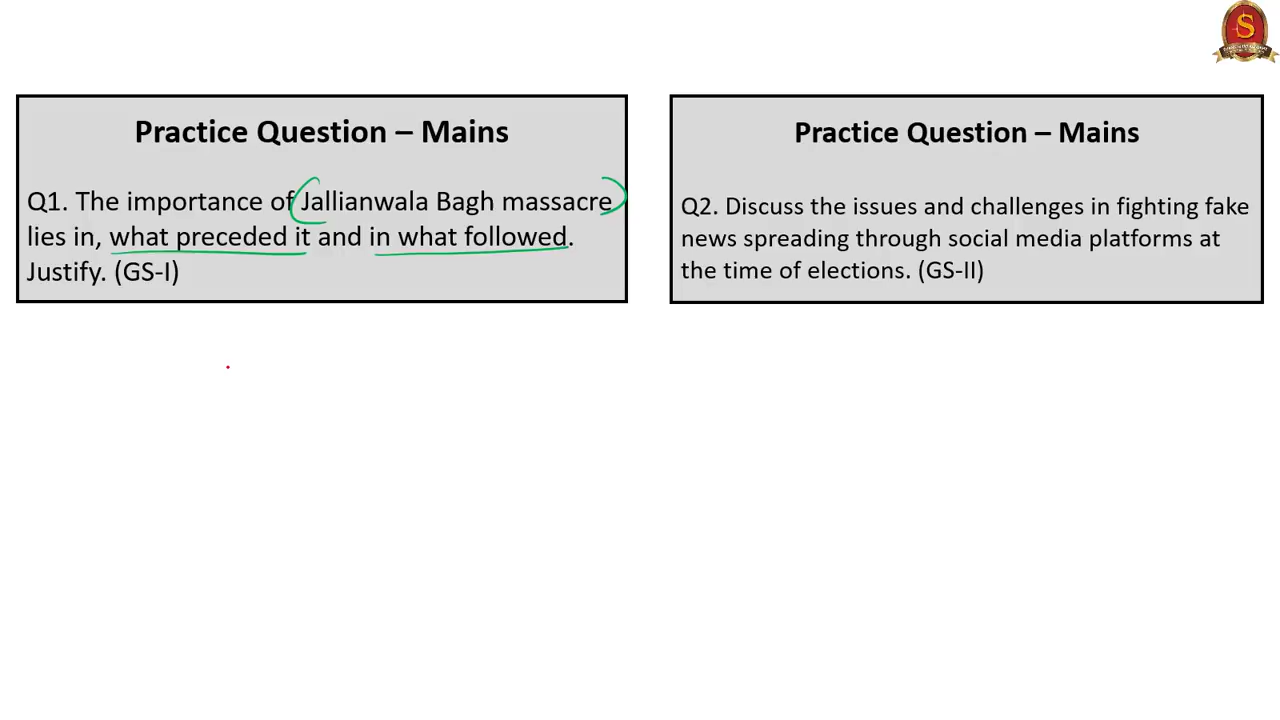 S
Practice Question – Mains
Q1. The importance of Jallianwala Bagh massacre
lies in, what preceded it and in what followed.
Justify. (GS-I)
Practice Question – Mains
Q2. Discuss the issues and challenges in fighting fake
news spreading through social media platforms at
the time of elections. (GS-II)